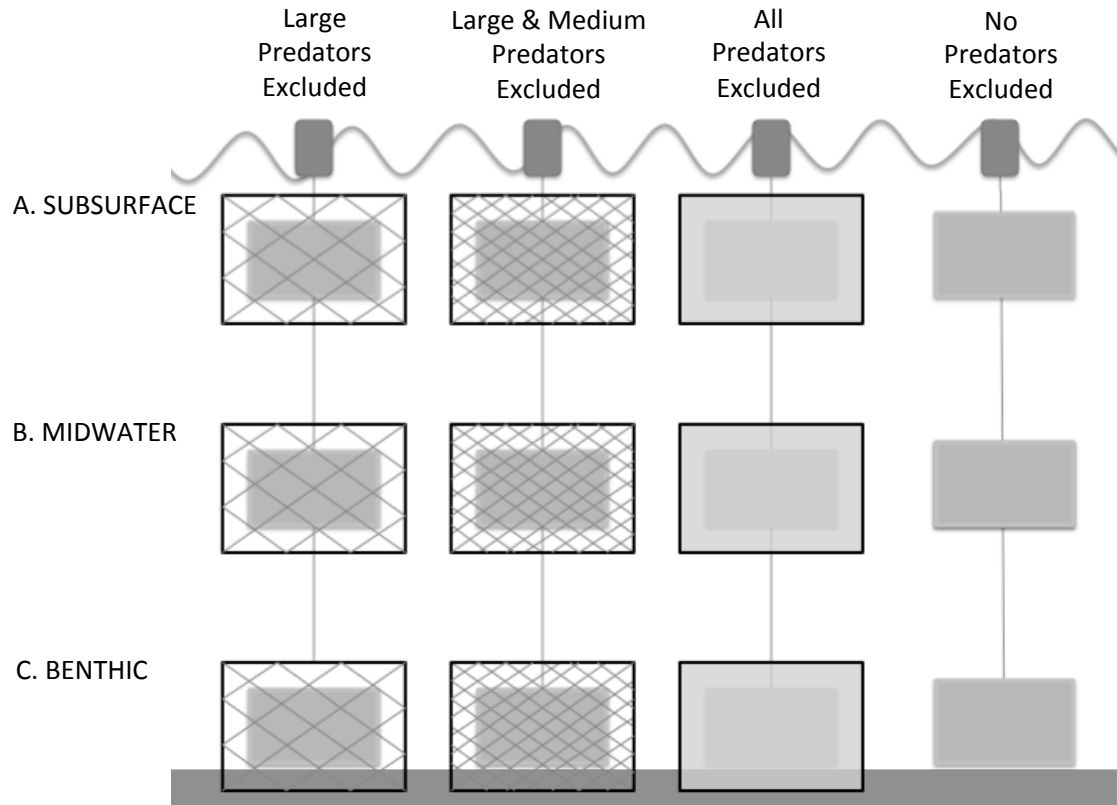 Large
Predators
Excluded
Large & Medium
Predators
Excluded
All
Predators
Excluded
No
Predators
Excluded
A. SUBSURFACE
B. MIDWATER
C. BENTHIC